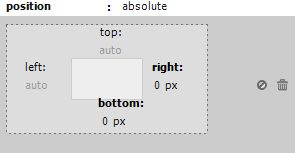 position : absolute
top:
auto
left: right:
auto 0 px
bottom:
0 px